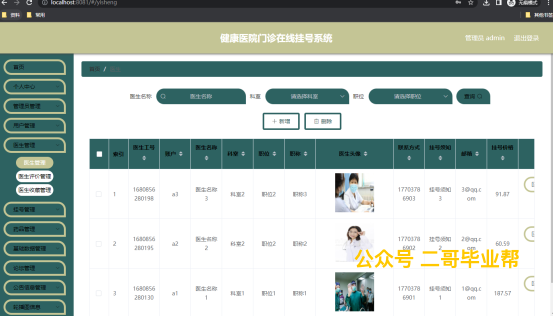 localhost:8081/#/yisheng
无痕模式
资料 常用
其他书签
健康医院门诊在线挂号系统
管理员 admin 退出登录
首页
个人中心
管理员管理
用户管理
医生管理
医生管理
医生评价管理
医生收藏管理
挂号管理
药品管理
基础数据管理
论坛管理
公告信息管理
轮播图信息
医生名称 医生名称 科室 请选择科室 职位 请选择职位 查询
+ 新增 删除
索引 医生工号 账户 医生名称 科室 职位 职称 医生头像 联系方式 挂号须知 邮箱 挂号价格
1 1680856280198 a3 医生名称3 科室2 职位2 职称3 17703786903 挂号须知3 3@qq.com 91.87
2 1680856280195 a2 医生名称2 科室2 职位4 职称2 17703786902 挂号须知2 2@qq.com 60.59
3 1680856280130 a1 医生名称1 科室1 职位1 职称1 17703786901 挂号须知1 1@qq.com 187.57
公众号 二哥毕业帮